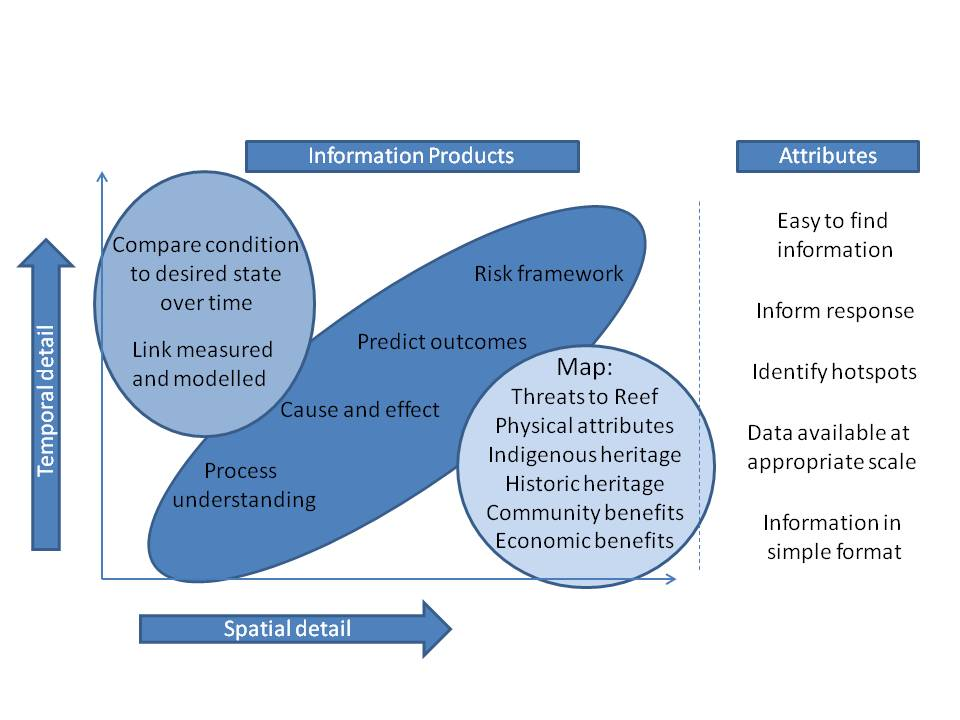 Information Products
Attributes
Temporal detail
Compare condition
to desired state
over time
Link measured
and modelled
Risk framework
Predict outcomes
Cause and effect
Process
understanding
Map:
Threats to Reef
Physical attributes
Indigenous heritage
Historic heritage
Community benefits
Economic benefits
Easy to find
information
Inform response
Identify hotspots
Data available at
appropriate scale
Information in
simple format
Spatial detail